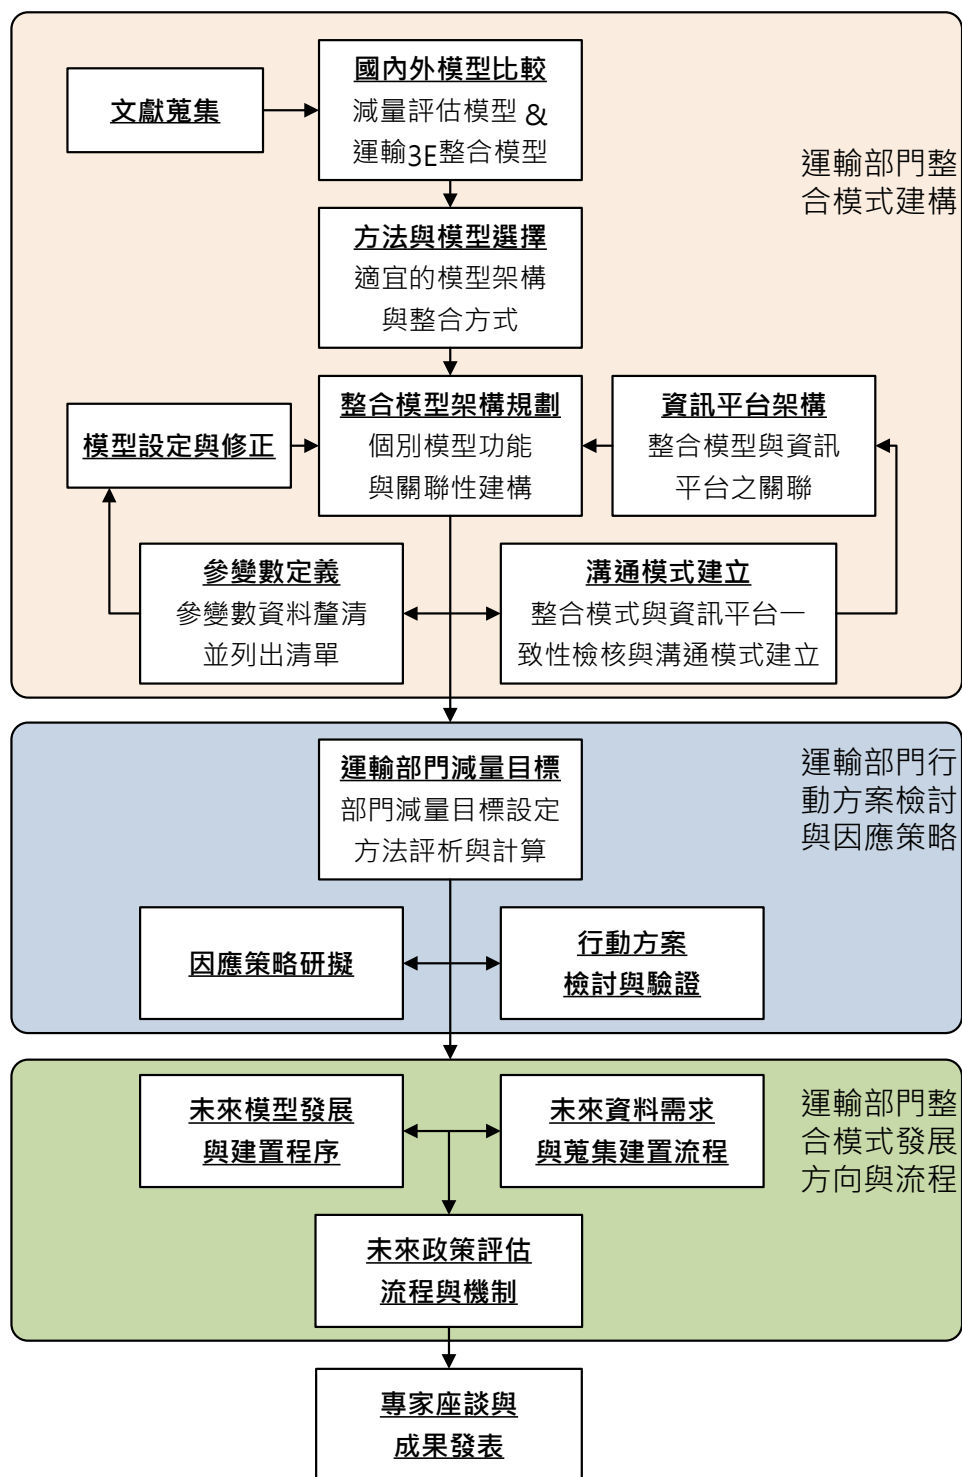 文獻蒐集
國內外模型比較
減量評估模型 &
運輸3E整合模型
運輸部門整
合模式建構
方法與模型選擇
適宜的模型架構
與整合方式
模型設定與修正
整合模型架構規劃
個別模型功能
與關聯性建構
資訊平台架構
整合模型與資訊
平台之關聯
參變數定義
參變數資料釐清
並列出清單
溝通模式建立
整合模式與資訊平台一
致性檢核與溝通模式建立
運輸部門減量目標
部門減量目標設定
方法評析與計算
運輸部門行
動方案檢討
與因應策略
因應策略研擬
行動方案
檢討與驗證
未來模型發展
與建置程序
未來資料需求
與蒐集建置流程
運輸部門整
合模式發展
方向與流程
未來政策評估
流程與機制
專家座談與
成果發表